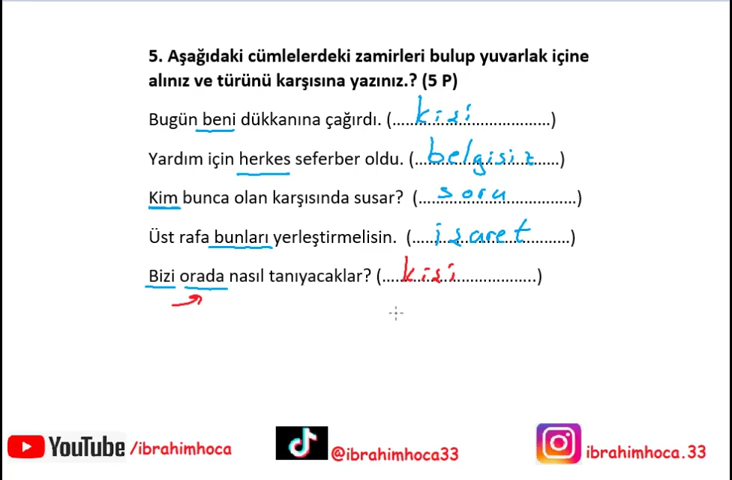 5. Aşağıdaki cümlelerdeki zamirleri bulup yuvarlak içine
alınız ve türünü karşısına yazınız.? (5 P)
Bugün beni dükkanına çağırdı. (....kişi....)
Yardım için herkes seferber oldu. (...belgisiz....)
Kim bunca olan karşısında susar? (....soru....)
Üst rafa bunları yerleştirmelisin. (....işaret....)
Bizi orada nasıl tanıyacaklar? (....kişi....)
YouTube /ibrahimhoca @ibrahimhoca33 ibrahimhoca.33